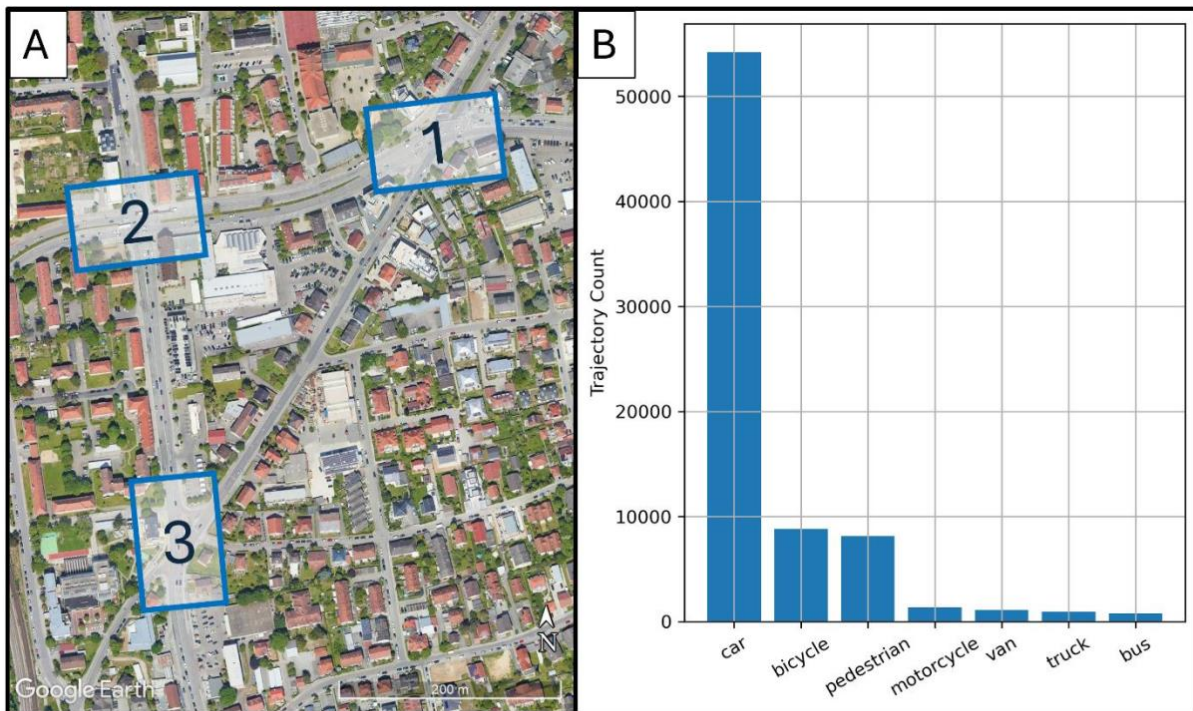 A
1
2
3
N
Google Earth
200 m
B
Trajectory Count
50000
40000
30000
20000
10000
0
car
bicycle
pedestrian
motorcycle
van
truck
bus